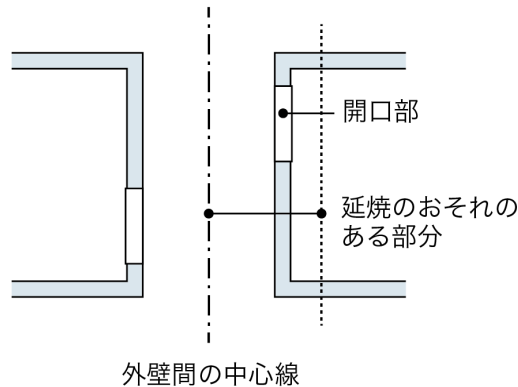 開口部
延焼のおそれの
ある部分
外壁間の中心線